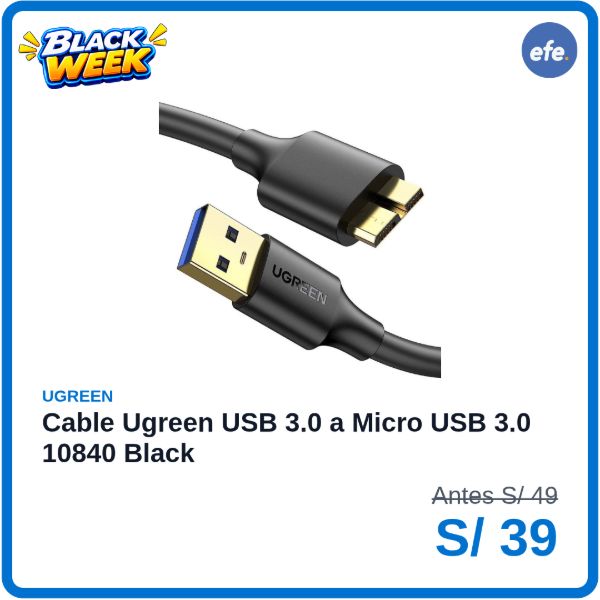 BLACK
WEEK
efe.
UGREEN
UGREEN
Cable Ugreen USB 3.0 a Micro USB 3.0
10840 Black
Antes S/ 49
S/ 39